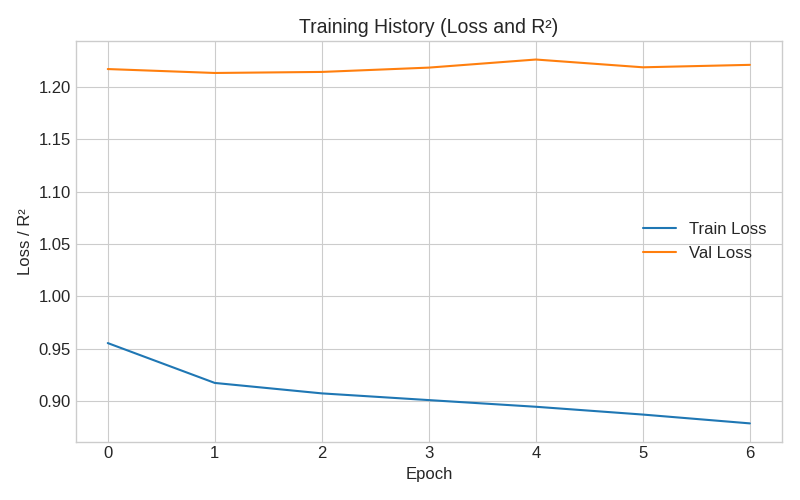 Training History (Loss and R²)
Loss / R²
1.20
1.15
1.10
1.05
1.00
0.95
0.90
Train Loss
Val Loss
0 1 2 3 4 5 6
Epoch